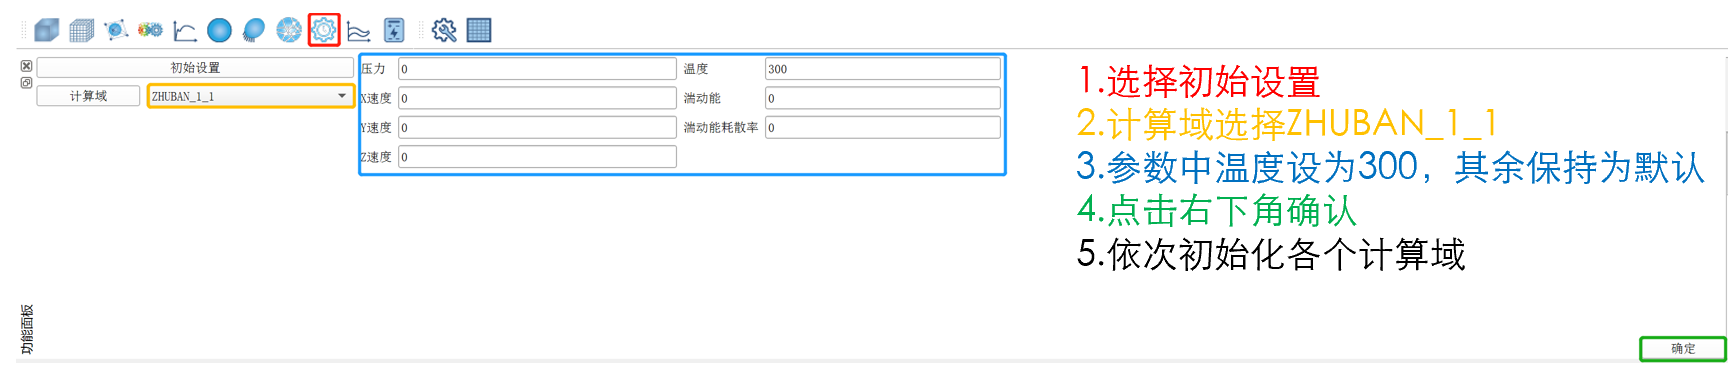 初始设置
计算域
ZHUBAN_1_1
压力
0
温度
300
X速度
0
湍动能
0
Y速度
0
湍动能耗散率
0
Z速度
0
1.选择初始设置
2.计算域选择ZHUBAN_1_1
3.参数中温度设为300，其余保持为默认
4.点击右下角确认
5.依次初始化各个计算域
功能面板
确定